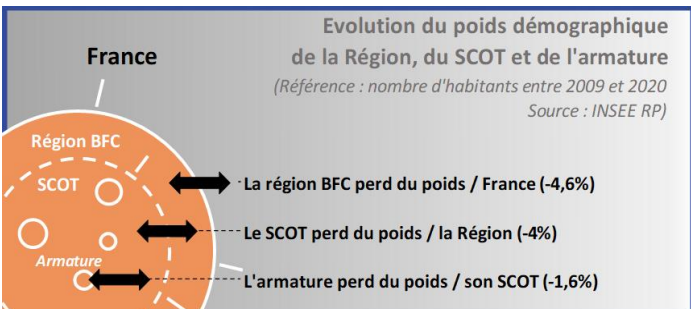 Evolution du poids démographique
de la Région, du SCOT et de l'armature
(Référence : nombre d'habitants entre 2009 et 2020
Source : INSEE RP)
France
Région BFC
SCOT
Armature
La région BFC perd du poids / France (-4,6%)
Le SCOT perd du poids / la Région (-4%)
L'armature perd du poids / son SCOT (-1,6%)